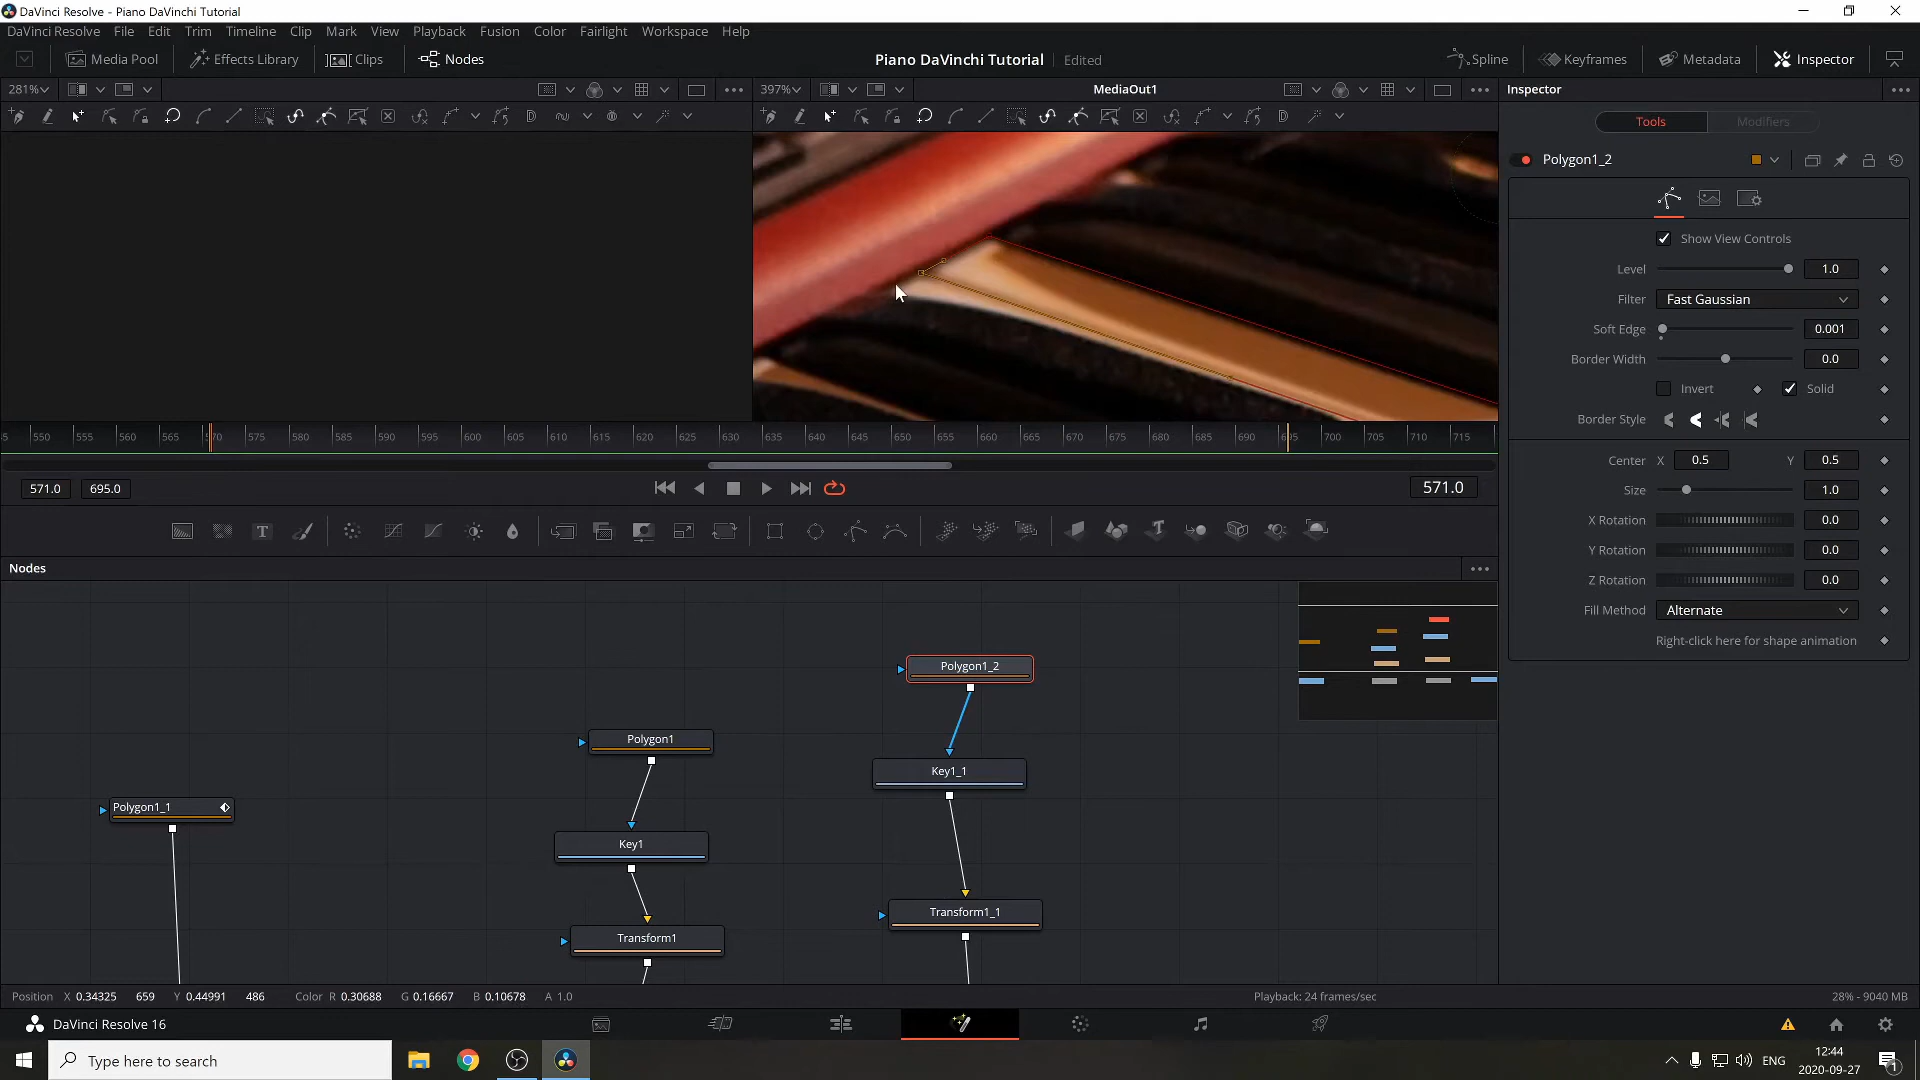 DaVinci Resolve - Piano DaVinchi Tutorial
DaVinci Resolve File Edit Trim Timeline Clip Mark View Playback Fusion Color Fairlight Workspace Help
Media Pool Effects Library Clips Nodes Piano DaVinchi Tutorial Edited Spline Keyframes Metadata Inspector
281% 397% MediaOut1 Inspector
Tools Modifiers
Polygon1_2
Show View Controls
Level 1.0
Filter Fast Gaussian
Soft Edge 0.001
Border Width 0.0
Invert Solid
Border Style
550 555 560 565 570 575 580 585 590 595 600 605 610 615 620 625 630 635 640 645 650 655 660 665 670 675 680 685 690 695 700 705 710 715
Center X 0.5 Y 0.5
571.0 695.0 571.0
Size 1.0
X Rotation 0.0
Y Rotation 0.0
Z Rotation 0.0
Fill Method Alternate
Right-click here for shape animation
Nodes
Polygon1_2
Polygon1
Key1_1
Polygon1_1
Key1
Transform1_1
Transform1
Position X 0.34325 659 Y 0.44991 486 Color R 0.30688 G 0.16667 B 0.10678 A 1.0 Playback: 24 frames/sec 28% - 9040 MB
DaVinci Resolve 16
Type here to search
ENG
12:44
2020-09-27
1